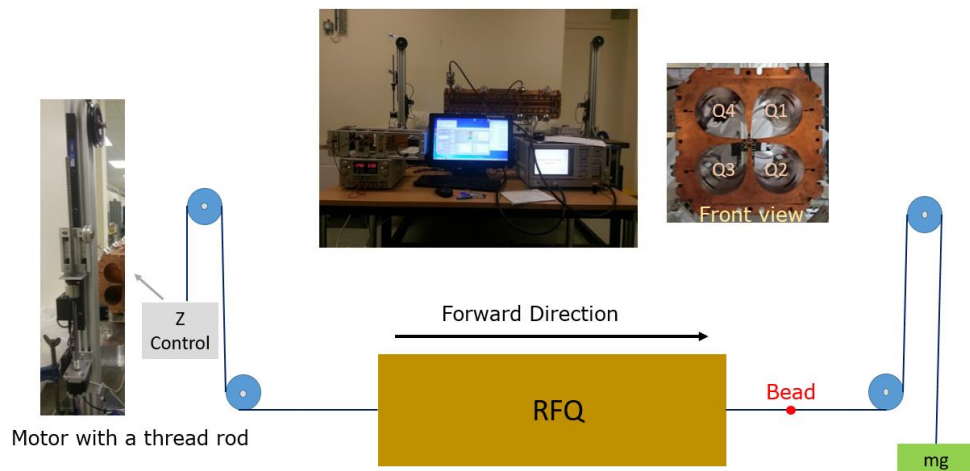 Q4 Q1
Q3 Q2
Front view
Forward Direction
Z
Control
Bead
RFQ
Motor with a thread rod
mg